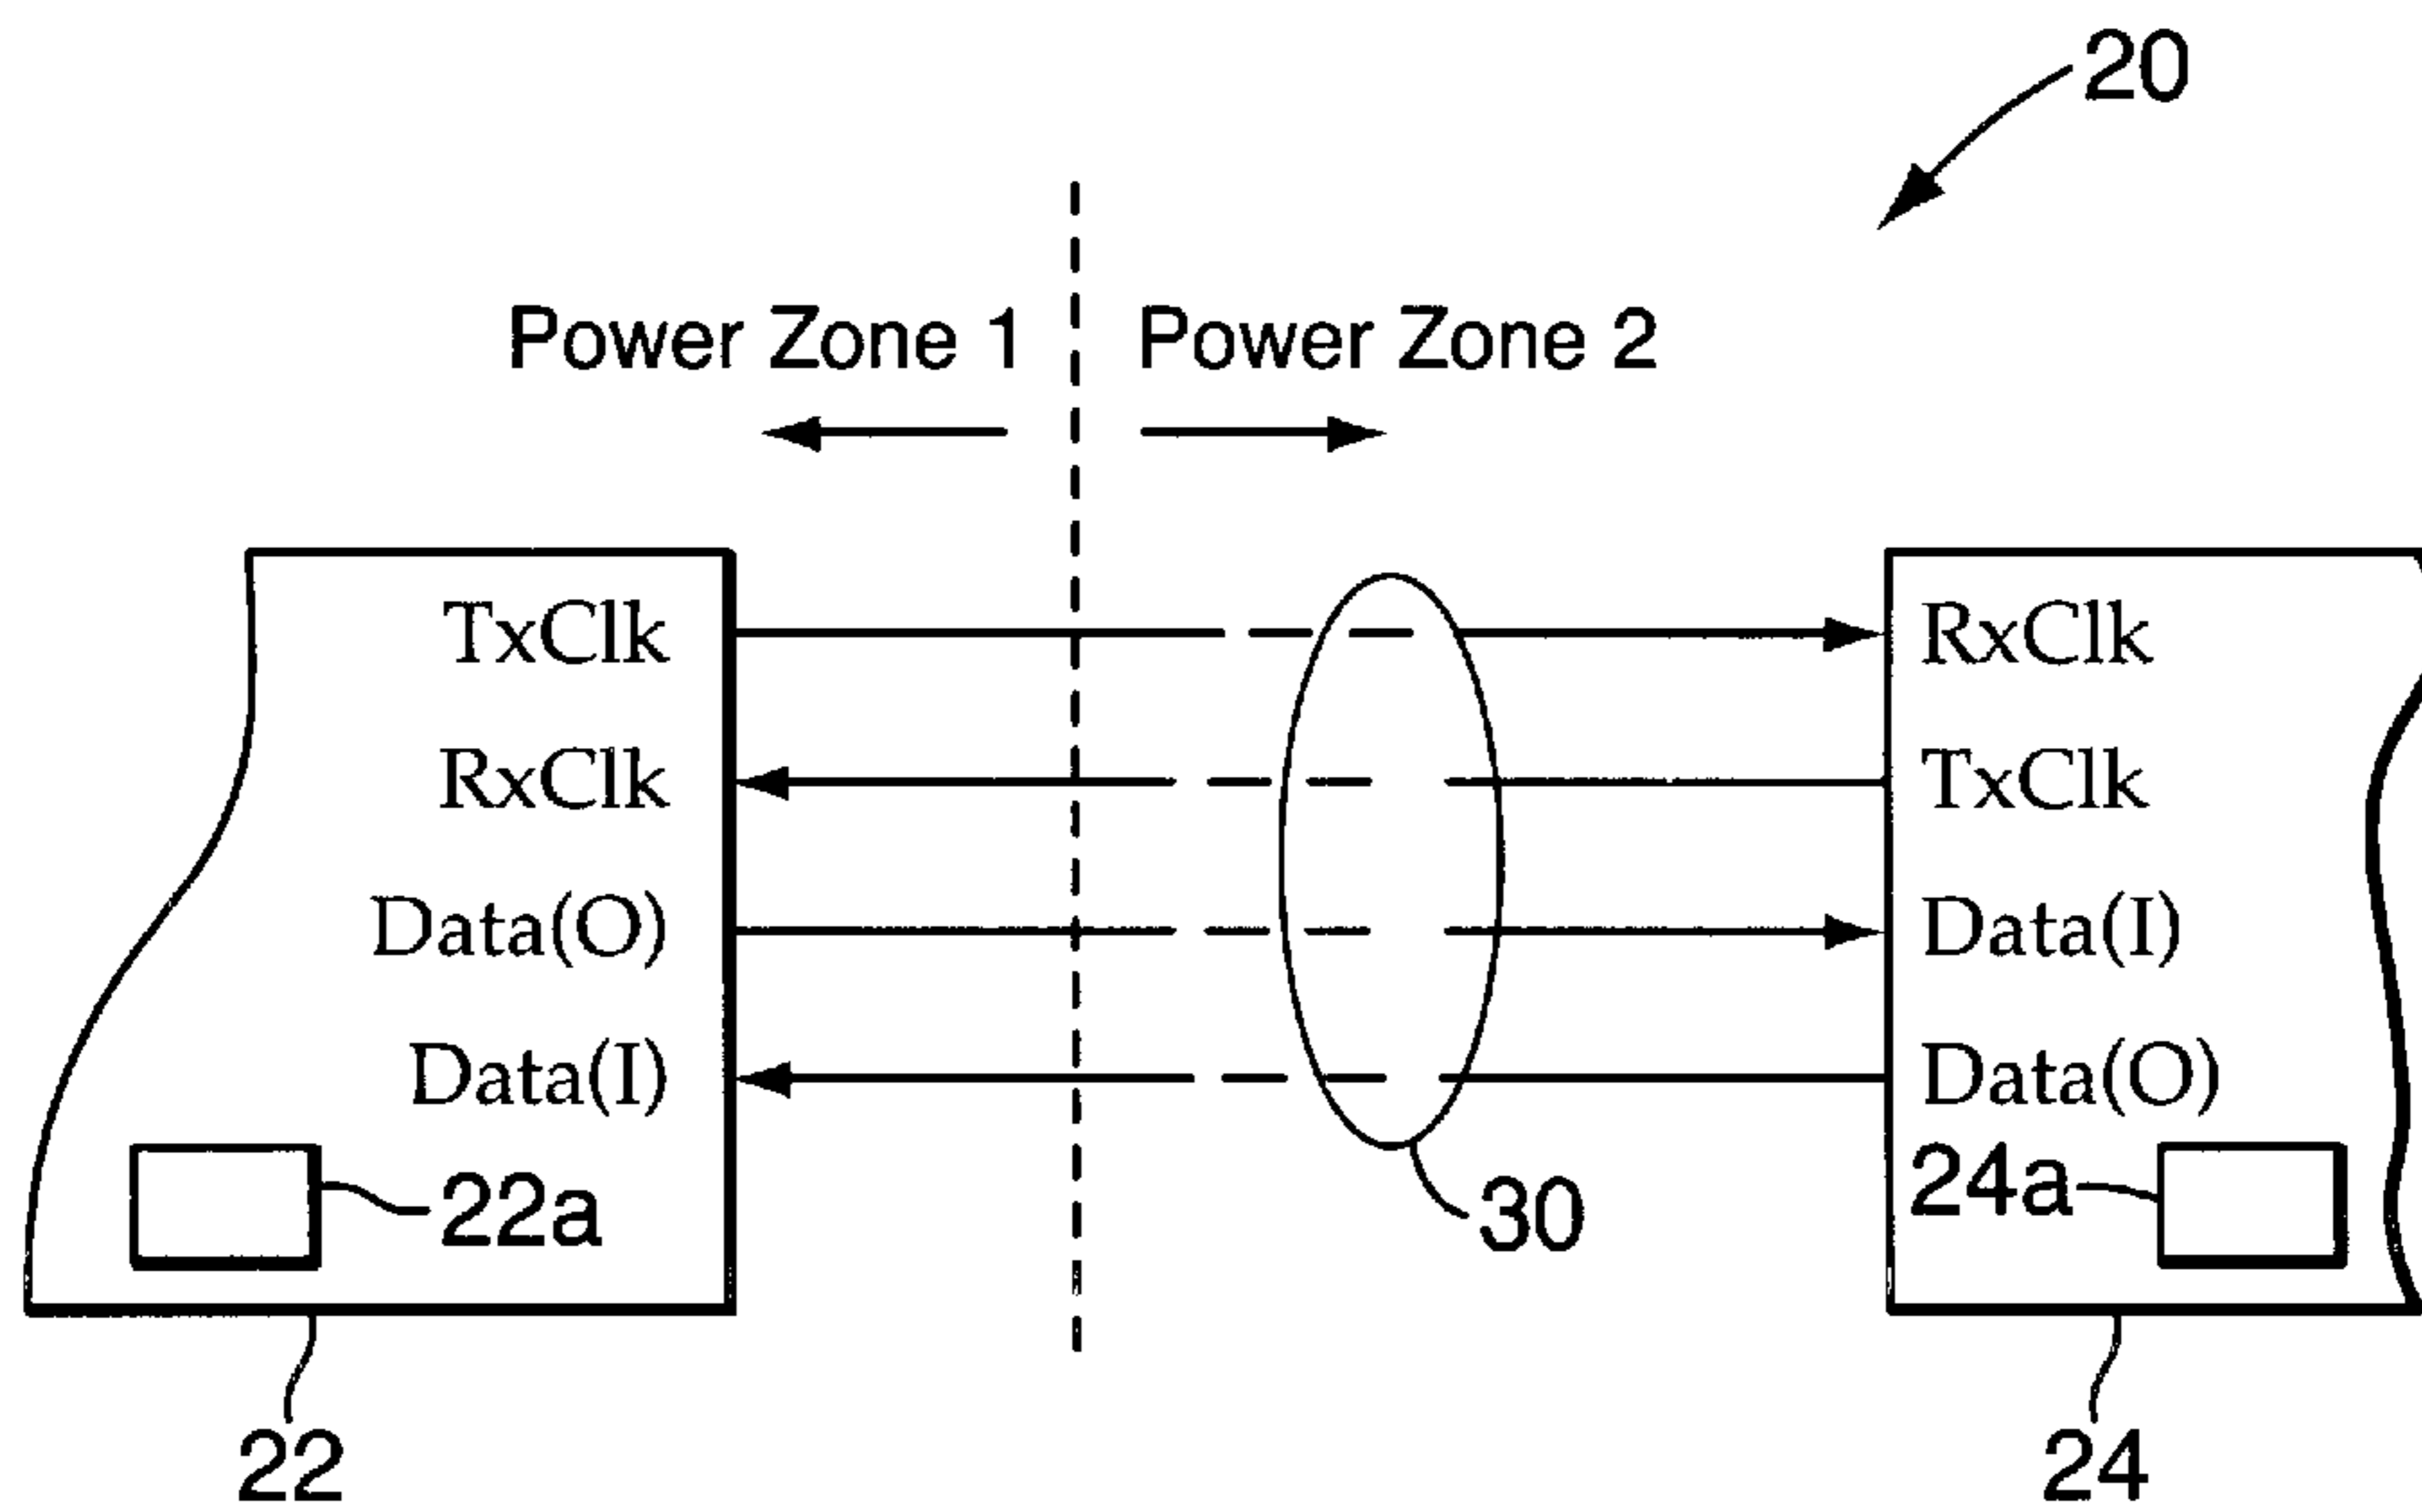 20
Power Zone 1
Power Zone 2
TxClk
RxClk
RxClk
TxClk
Data(O)
Data(I)
Data(I)
Data(O)
22a
30
24a
22
24